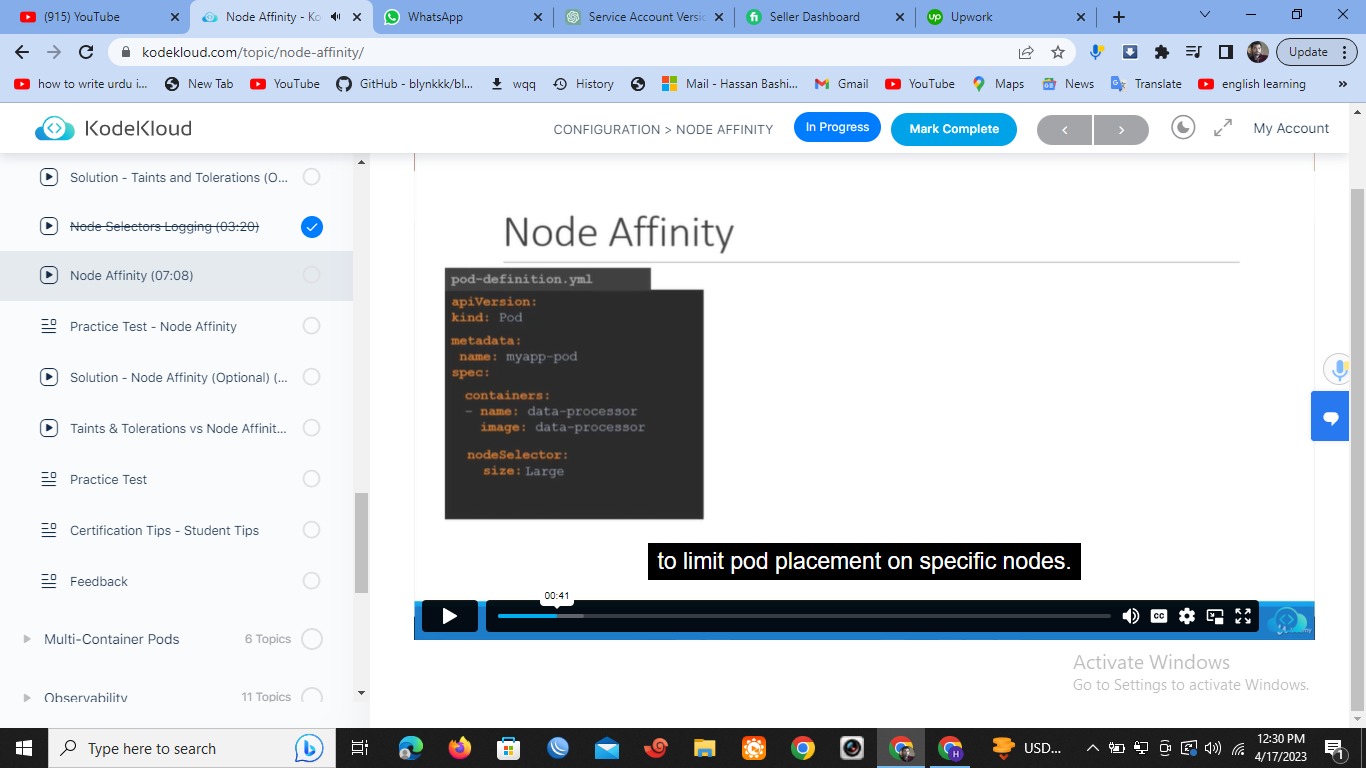 (915) YouTube
Node Affinity - Ko
WhatsApp
Service Account Versio
Seller Dashboard
Upwork
kodekloud.com/topic/node-affinity/
Update
how to write urdu i...
New Tab
YouTube
GitHub - blynkkk/bl...
wqq
History
Mail - Hassan Bashi...
Gmail
YouTube
Maps
News
Translate
english learning
»
KodeKloud
CONFIGURATION > NODE AFFINITY
In Progress
Mark Complete
My Account
Solution - Taints and Tolerations (O...
Node Selectors Logging (03:20)
Node Affinity (07:08)
Practice Test - Node Affinity
Solution - Node Affinity (Optional) (...
Taints & Tolerations vs Node Affinit...
Practice Test
Certification Tips - Student Tips
Feedback
Multi-Container Pods
6 Topics
Observability
11 Topics
Node Affinity
pod-definition.yml
apiVersion:
kind: Pod
metadata:
name: myapp-pod
spec:
containers:
- name: data-processor
image: data-processor
nodeSelector:
size: Large
to limit pod placement on specific nodes.
00:41
CC
Activate Windows
Go to Settings to activate Windows.
Type here to search
USD...
12:30 PM
4/17/2023
1